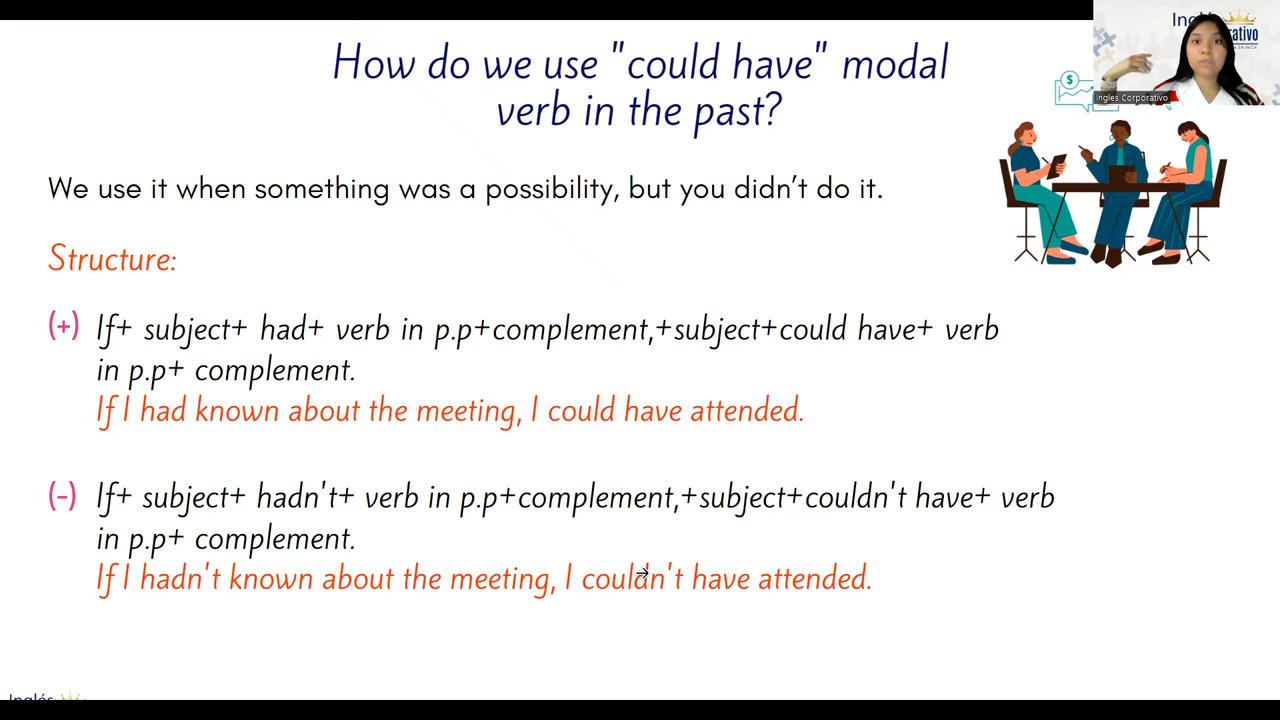 How do we use "could have" modal
verb in the past?
Ingles Corporativo
$
We use it when something was a possibility, but you didn't do it.
Structure:
(+) If+ subject+ had+ verb in p.p+complement,+subject+could have+ verb
in p.p+ complement.
If I had known about the meeting, I could have attended.
(-) If+ subject+ hadn't+ verb in p.p+complement,+subject+couldn't have+ verb
in p.p+ complement.
If I hadn't known about the meeting, I couldn't have attended.
Inglés